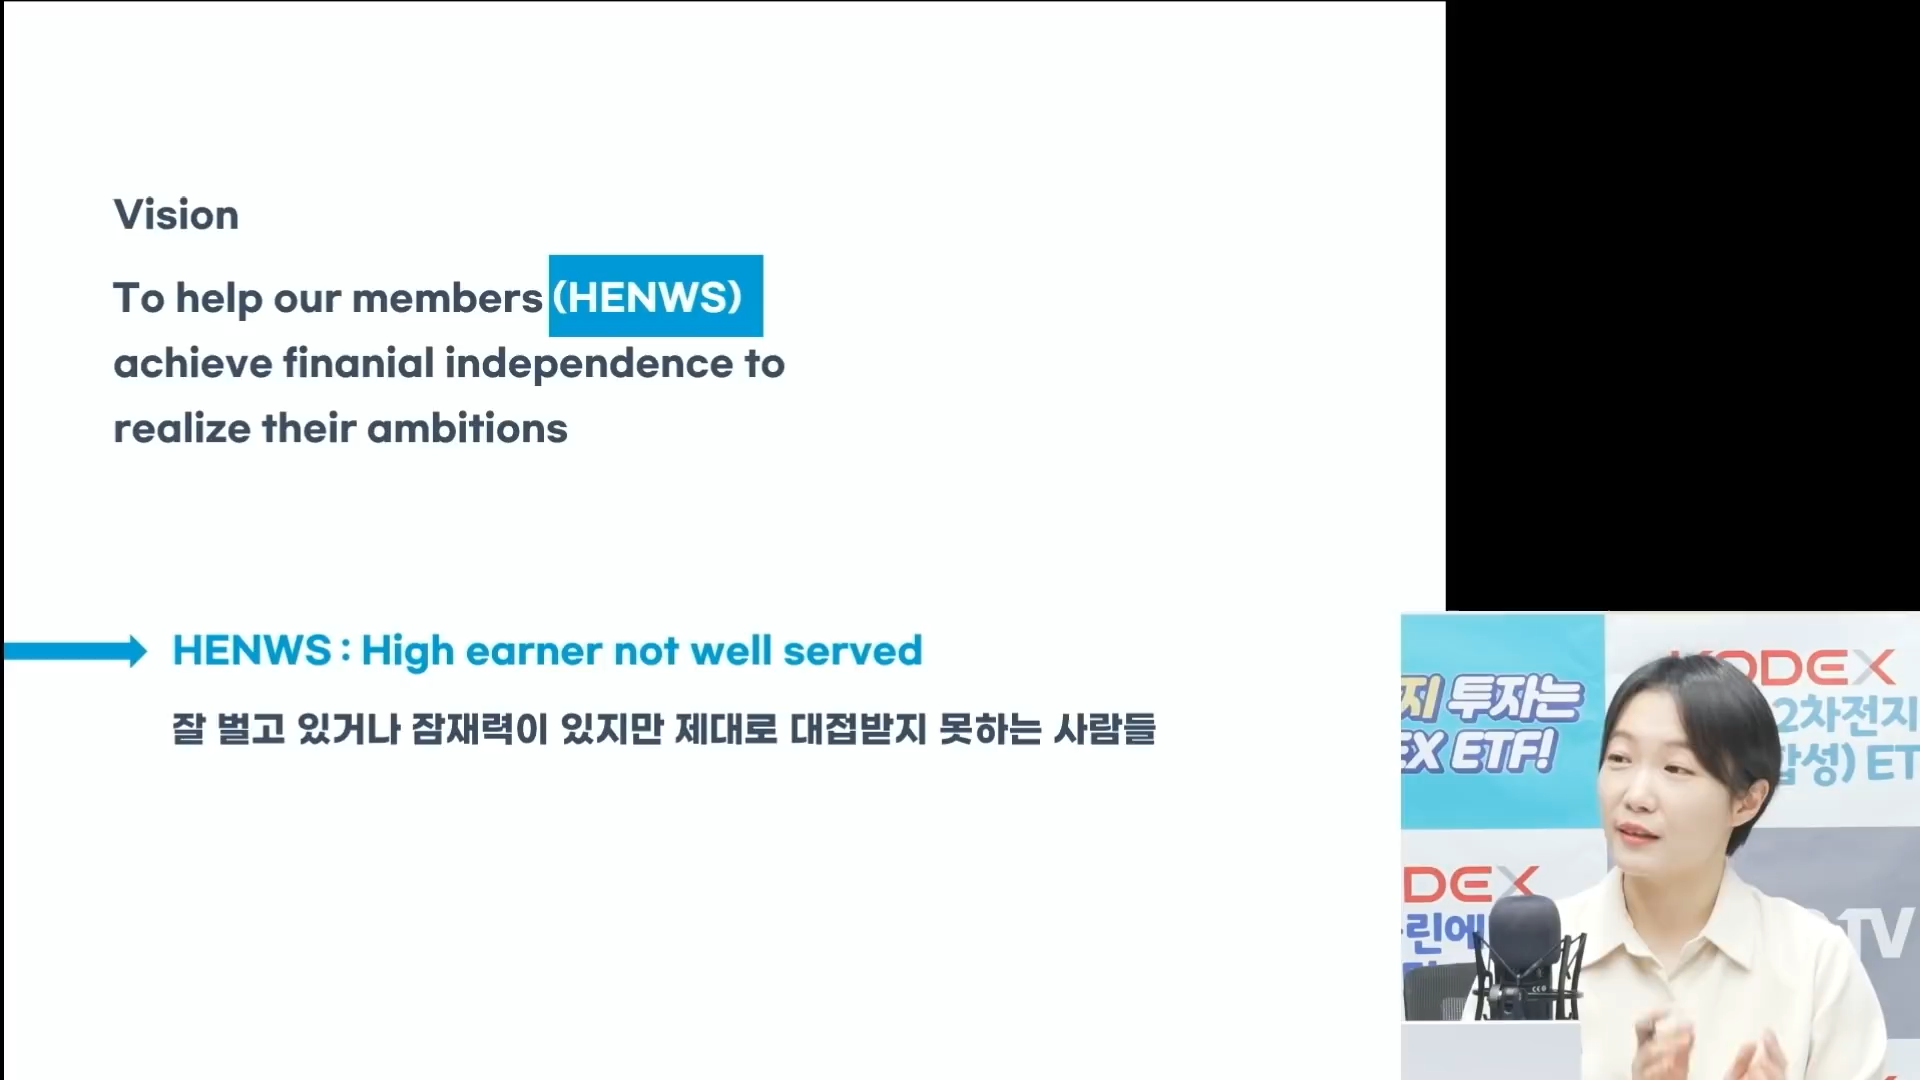 Vision
To help our members (HENWS)
achieve finanial independence to
realize their ambitions
HENWS : High earner not well served
잘 벌고 있거나 잠재력이 있지만 제대로 대접받지 못하는 사람들
지 투자는
EX ETF!
KODEX
2차전지
합성) ET
DEX
린에
TV